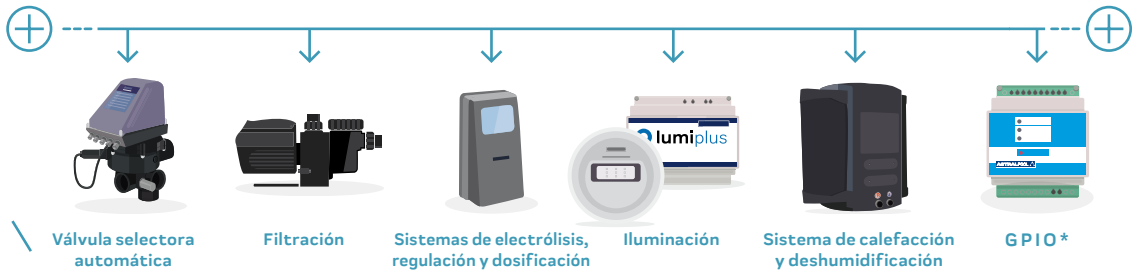 lumiplus
ASTRALPOOL
Válvula selectora
automática
Filtración
Sistemas de electrólisis,
regulación y dosificación
Iluminación
Sistema de calefacción
y deshumidificación
GPIO*